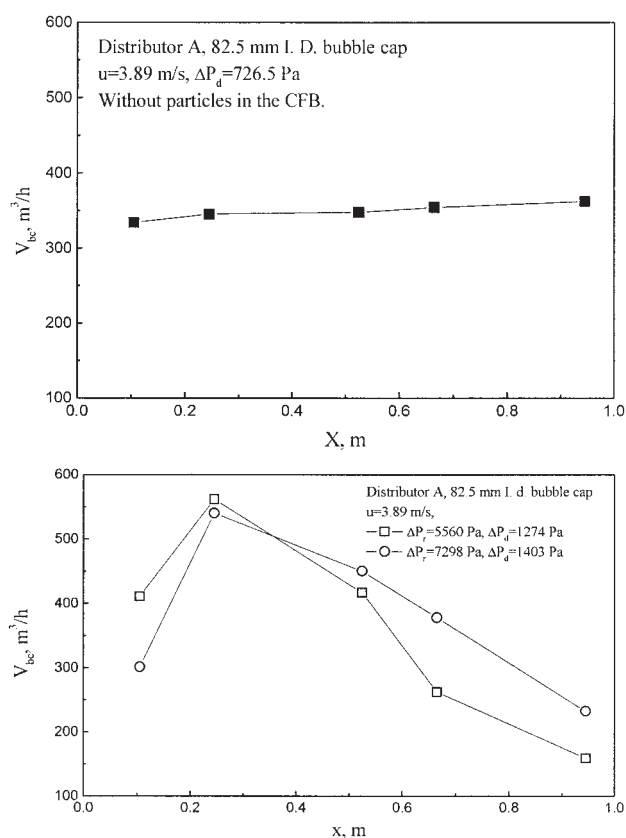 600
Distributor A, 82.5 mm I. D. bubble cap
u=3.89 m/s, ΔP_d=726.5 Pa
Without particles in the CFB.
500
400
300
200
100
V_bc, m³/h
0.0 0.2 0.4 0.6 0.8 1.0
X, m
600
Distributor A, 82.5 mm I. d. bubble cap
u=3.89 m/s,
ΔP_r=5560 Pa, ΔP_d=1274 Pa
ΔP_r=7298 Pa, ΔP_d=1403 Pa
500
400
300
200
100
V_bc, m³/h
0.0 0.2 0.4 0.6 0.8 1.0
x, m